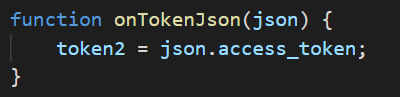 function onTokenJson(json) {
    token2 = json.access_token;
}